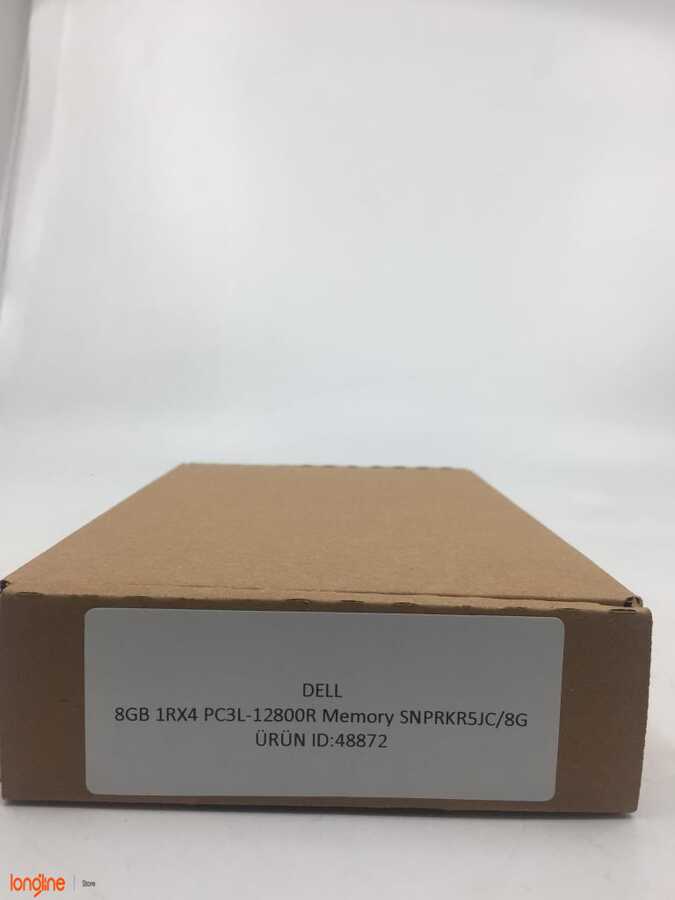 DELL
8GB 1RX4 PC3L-12800R Memory SNPRKR5JC/8G
ÜRÜN ID:48872
longline | Store